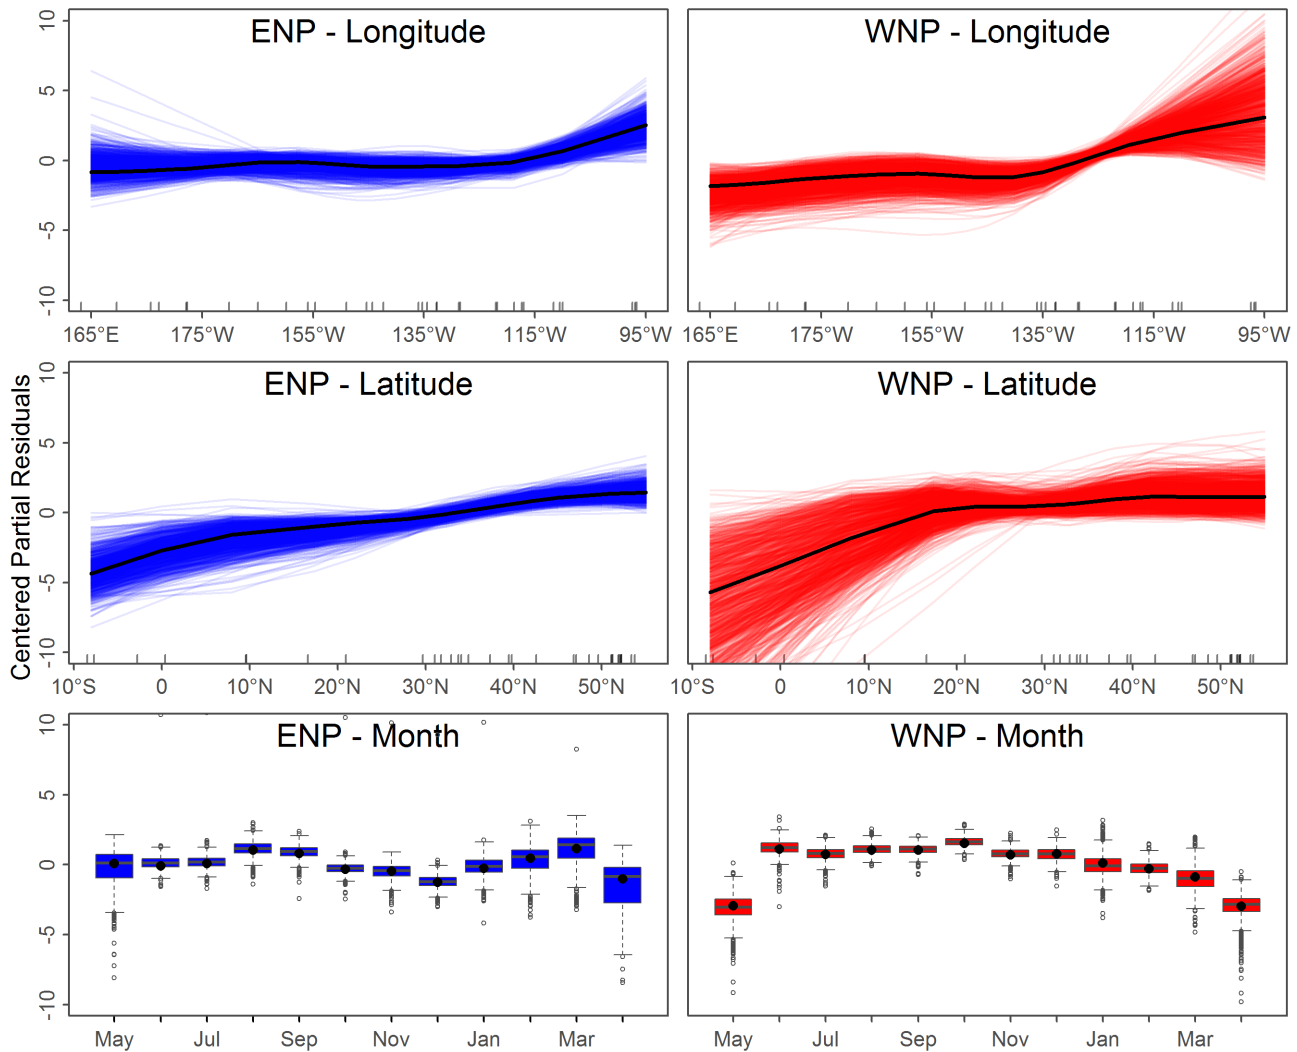 ENP - Longitude
WNP - Longitude
10
5
0
-5
-10
165°E 175°W 155°W 135°W 115°W 95°W
165°E 175°W 155°W 135°W 115°W 95°W
Centered Partial Residuals
ENP - Latitude
WNP - Latitude
10
5
0
-5
-10
10°S 0 10°N 20°N 30°N 40°N 50°N
10°S 0 10°N 20°N 30°N 40°N 50°N
ENP - Month
WNP - Month
10
5
0
-5
-10
May Jul Sep Nov Jan Mar
May Jul Sep Nov Jan Mar